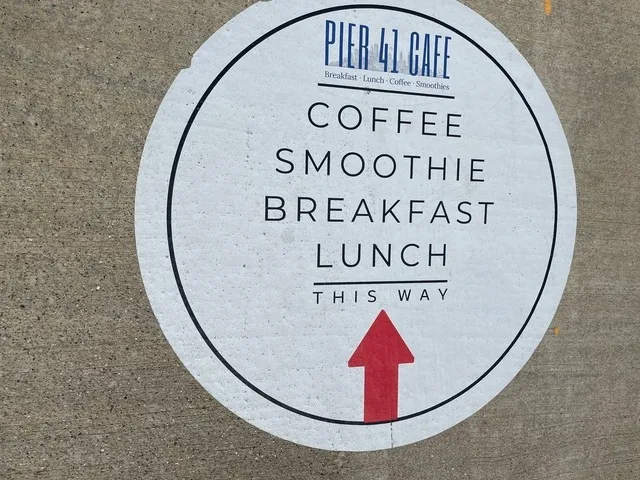 PIER 41 CAFE
Breakfast · Lunch · Coffee · Smoothies
COFFEE
SMOOTHIE
BREAKFAST
LUNCH
THIS WAY